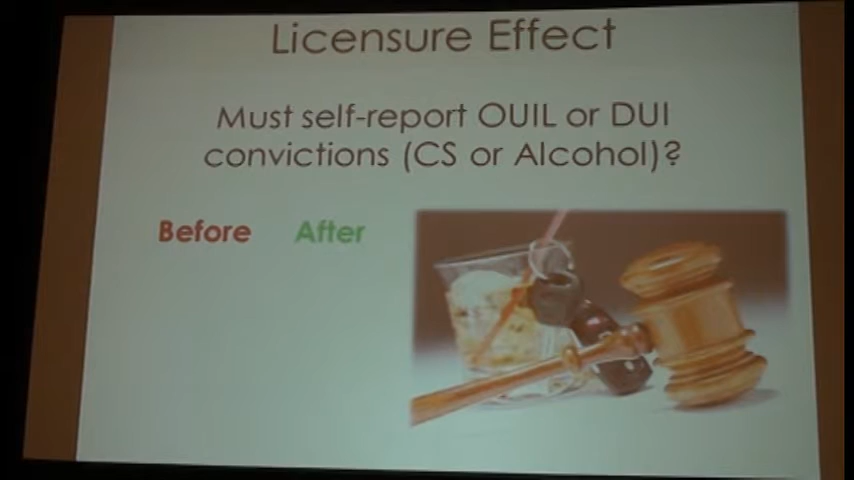 Licensure Effect
Must self-report OUIL or DUI
convictions (CS or Alcohol)?
Before After